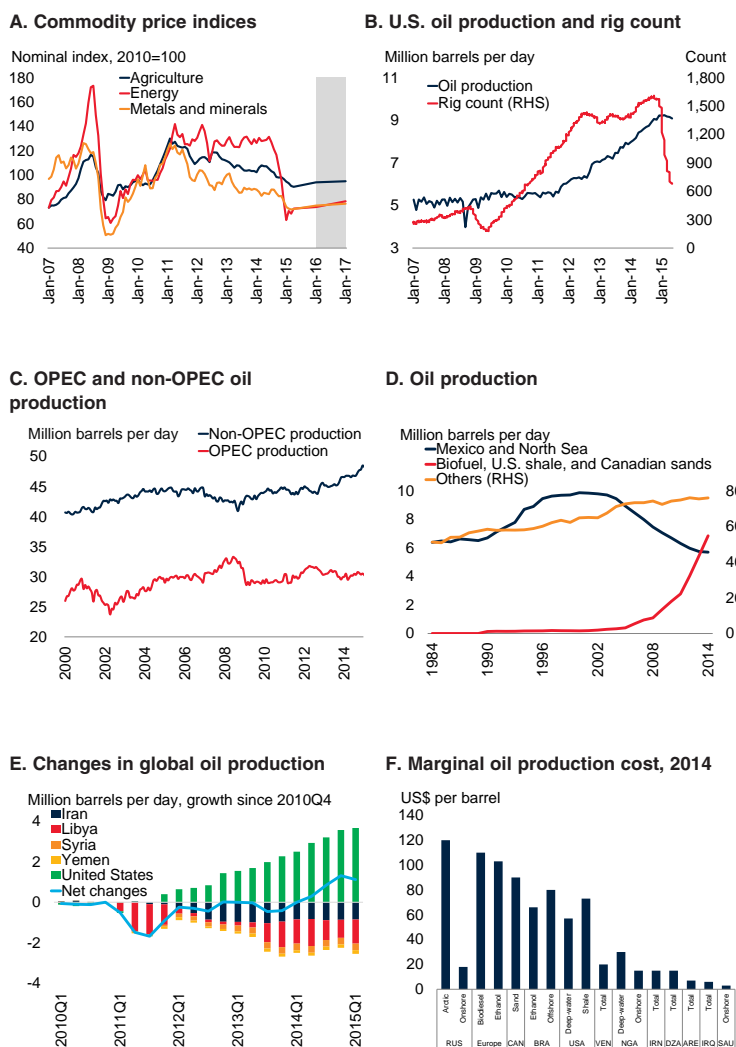 A. Commodity price indices
Nominal index, 2010=100
Agriculture
Energy
Metals and minerals
180
160
140
120
100
80
60
40
Jan-07
Jan-08
Jan-09
Jan-10
Jan-11
Jan-12
Jan-13
Jan-14
Jan-15
Jan-16
Jan-17
B. U.S. oil production and rig count
Million barrels per day
Count
Oil production
Rig count (RHS)
11
9
7
5
3
1,800
1,500
1,200
900
600
300
0
Jan-07
Jan-08
Jan-09
Jan-10
Jan-11
Jan-12
Jan-13
Jan-14
Jan-15
C. OPEC and non-OPEC oil
production
Million barrels per day
Non-OPEC production
OPEC production
50
45
40
35
30
25
20
2000
2002
2004
2006
2008
2010
2012
2014
D. Oil production
Million barrels per day
Mexico and North Sea
Biofuel, U.S. shale, and Canadian sands
Others (RHS)
10
8
6
4
2
0
80
60
40
20
0
1984
1990
1996
2002
2008
2014
E. Changes in global oil production
Million barrels per day, growth since 2010Q4
Iran
Libya
Syria
Yemen
United States
Net changes
4
2
0
-2
-4
2010Q1
2011Q1
2012Q1
2013Q1
2014Q1
2015Q1
F. Marginal oil production cost, 2014
US$ per barrel
140
120
100
80
60
40
20
0
Arctic
Onshore
Biodiesel
Ethanol
Sand
Ethanol
Offshore
Deep-water
Shale
Total
Deep-water
Onshore
Total
Total
Total
Total
Onshore
RUS
Europe
CAN
BRA
USA
VEN
NGA
IRN
DZA
ARE
IRQ
SAU